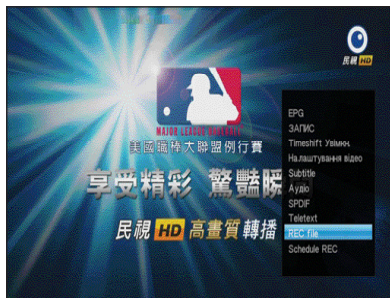 民視 HD
MAJOR LEAGUE BASEBALL
美國職棒大聯盟例行賽
享受精彩 驚豔瞬
民視 HD 高畫質轉播
EPG
ЗАПИС
Timeshift Увімкн.
Налаштування відео
Subtitle
Аудіо
SPDIF
Teletext
REC file
Schedule REC